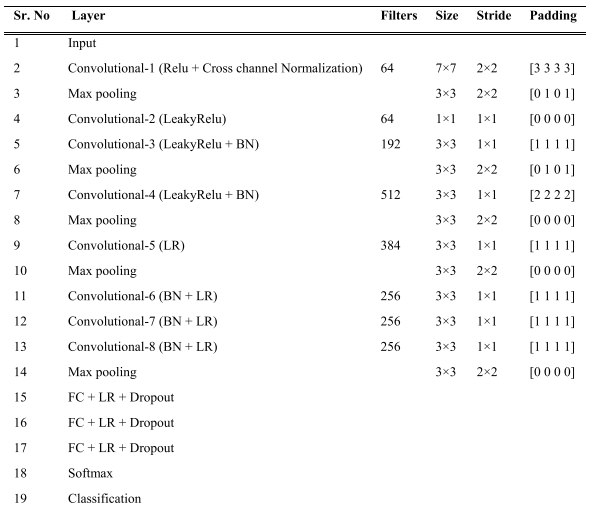 Sr. No Layer Filters Size Stride Padding
1 Input
2 Convolutional-1 (Relu + Cross channel Normalization) 64 7×7 2×2 [3 3 3 3]
3 Max pooling 3×3 2×2 [0 1 0 1]
4 Convolutional-2 (LeakyRelu) 64 1×1 1×1 [0 0 0 0]
5 Convolutional-3 (LeakyRelu + BN) 192 3×3 1×1 [1 1 1 1]
6 Max pooling 3×3 2×2 [0 1 0 1]
7 Convolutional-4 (LeakyRelu + BN) 512 3×3 1×1 [2 2 2 2]
8 Max pooling 3×3 2×2 [0 0 0 0]
9 Convolutional-5 (LR) 384 3×3 1×1 [1 1 1 1]
10 Max pooling 3×3 2×2 [0 0 0 0]
11 Convolutional-6 (BN + LR) 256 3×3 1×1 [1 1 1 1]
12 Convolutional-7 (BN + LR) 256 3×3 1×1 [1 1 1 1]
13 Convolutional-8 (BN + LR) 256 3×3 1×1 [1 1 1 1]
14 Max pooling 3×3 2×2 [0 0 0 0]
15 FC + LR + Dropout
16 FC + LR + Dropout
17 FC + LR + Dropout
18 Softmax
19 Classification